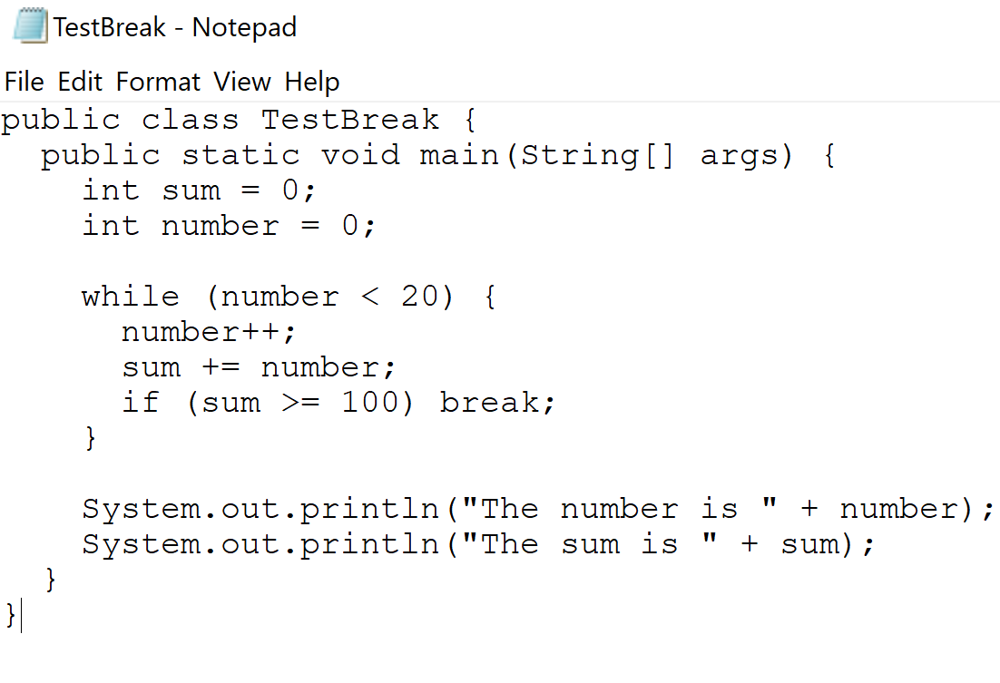 TestBreak - Notepad
File Edit Format View Help
public class TestBreak {
  public static void main(String[] args) {
    int sum = 0;
    int number = 0;

    while (number < 20) {
      number++;
      sum += number;
      if (sum >= 100) break;
    }

    System.out.println("The number is " + number);
    System.out.println("The sum is " + sum);
  }
}